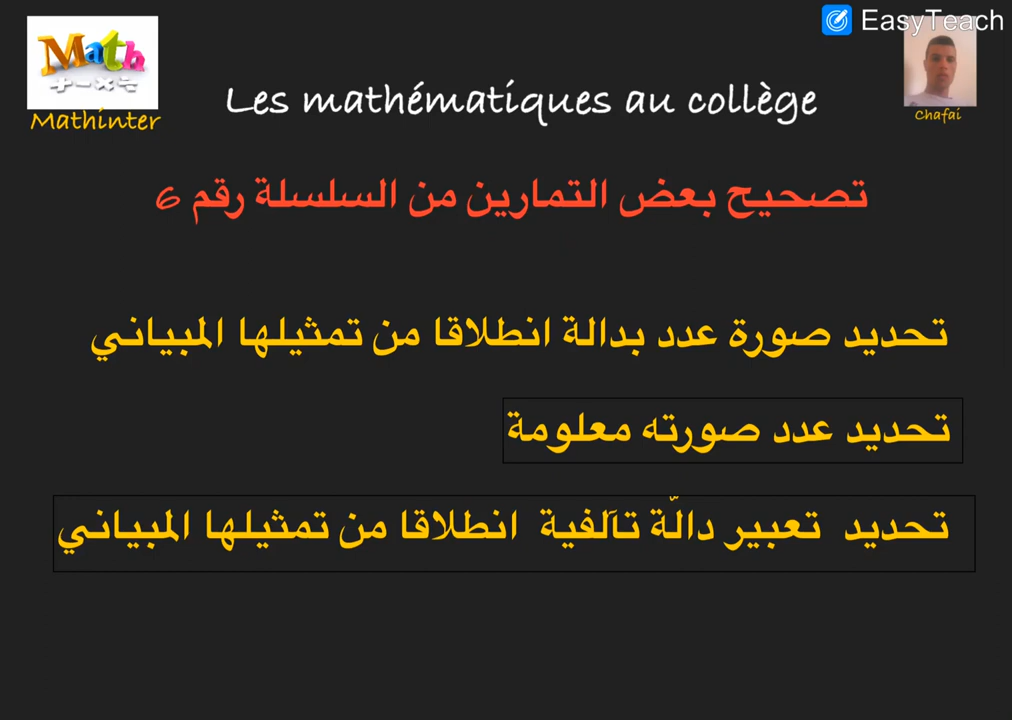 EasyTeach
Math
+-×÷
Mathinter
Les mathématiques au collège
Chafai
تصحيح بعض التمارين من السلسلة رقم 6
تحديد صورة عدد بدالة انطلاقا من تمثيلها المبياني
تحديد عدد صورته معلومة
تحديد تعبير دالّة تآلفية انطلاقا من تمثيلها المبياني